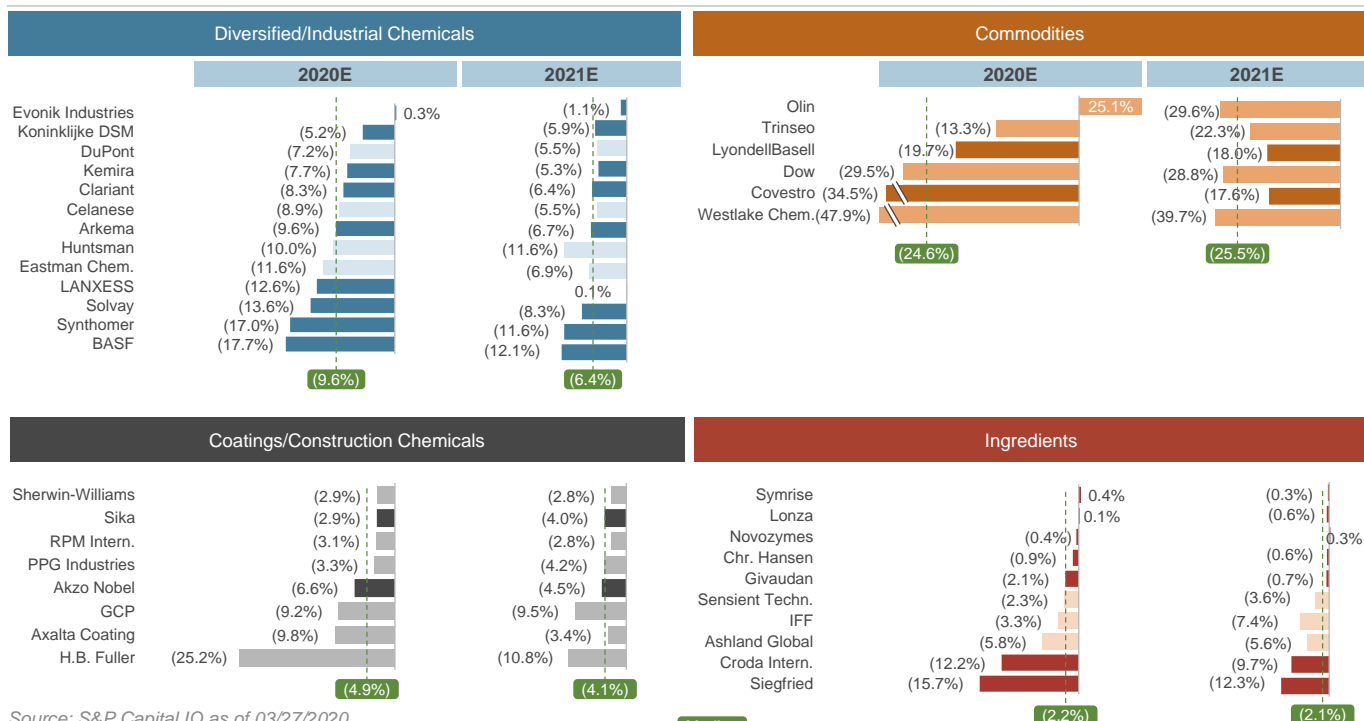 Diversified/Industrial Chemicals
2020E 2021E
Evonik Industries 0.3% (1.1%)
Koninklijke DSM (5.2%) (5.9%)
DuPont (7.2%) (5.5%)
Kemira (7.7%) (5.3%)
Clariant (8.3%) (6.4%)
Celanese (8.9%) (5.5%)
Arkema (9.6%) (6.7%)
Huntsman (10.0%) (11.6%)
Eastman Chem. (11.6%) (6.9%)
LANXESS (12.6%) 0.1%
Solvay (13.6%) (8.3%)
Synthomer (17.0%) (11.6%)
BASF (17.7%) (12.1%)
(9.6%) (6.4%)
Commodities
2020E 2021E
Olin 25.1% (29.6%)
Trinseo (13.3%) (22.3%)
LyondellBasell (19.7%) (18.0%)
Dow (29.5%) (28.8%)
Covestro (34.5%) (17.6%)
Westlake Chem. (47.9%) (39.7%)
(24.6%) (25.5%)
Coatings/Construction Chemicals
Sherwin-Williams (2.9%) (2.8%)
Sika (2.9%) (4.0%)
RPM Intern. (3.1%) (2.8%)
PPG Industries (3.3%) (4.2%)
Akzo Nobel (6.6%) (4.5%)
GCP (9.2%) (9.5%)
Axalta Coating (9.8%) (3.4%)
H.B. Fuller (25.2%) (10.8%)
(4.9%) (4.1%)
Ingredients
Symrise 0.4% (0.3%)
Lonza 0.1% (0.6%)
Novozymes (0.4%) 0.3%
Chr. Hansen (0.9%) (0.6%)
Givaudan (2.1%) (0.7%)
Sensient Techn. (2.3%) (3.6%)
IFF (3.3%) (7.4%)
Ashland Global (5.8%) (5.6%)
Croda Intern. (12.2%) (9.7%)
Siegfried (15.7%) (12.3%)
(2.2%) (2.1%)
Source: S&P Capital IQ as of 03/27/2020